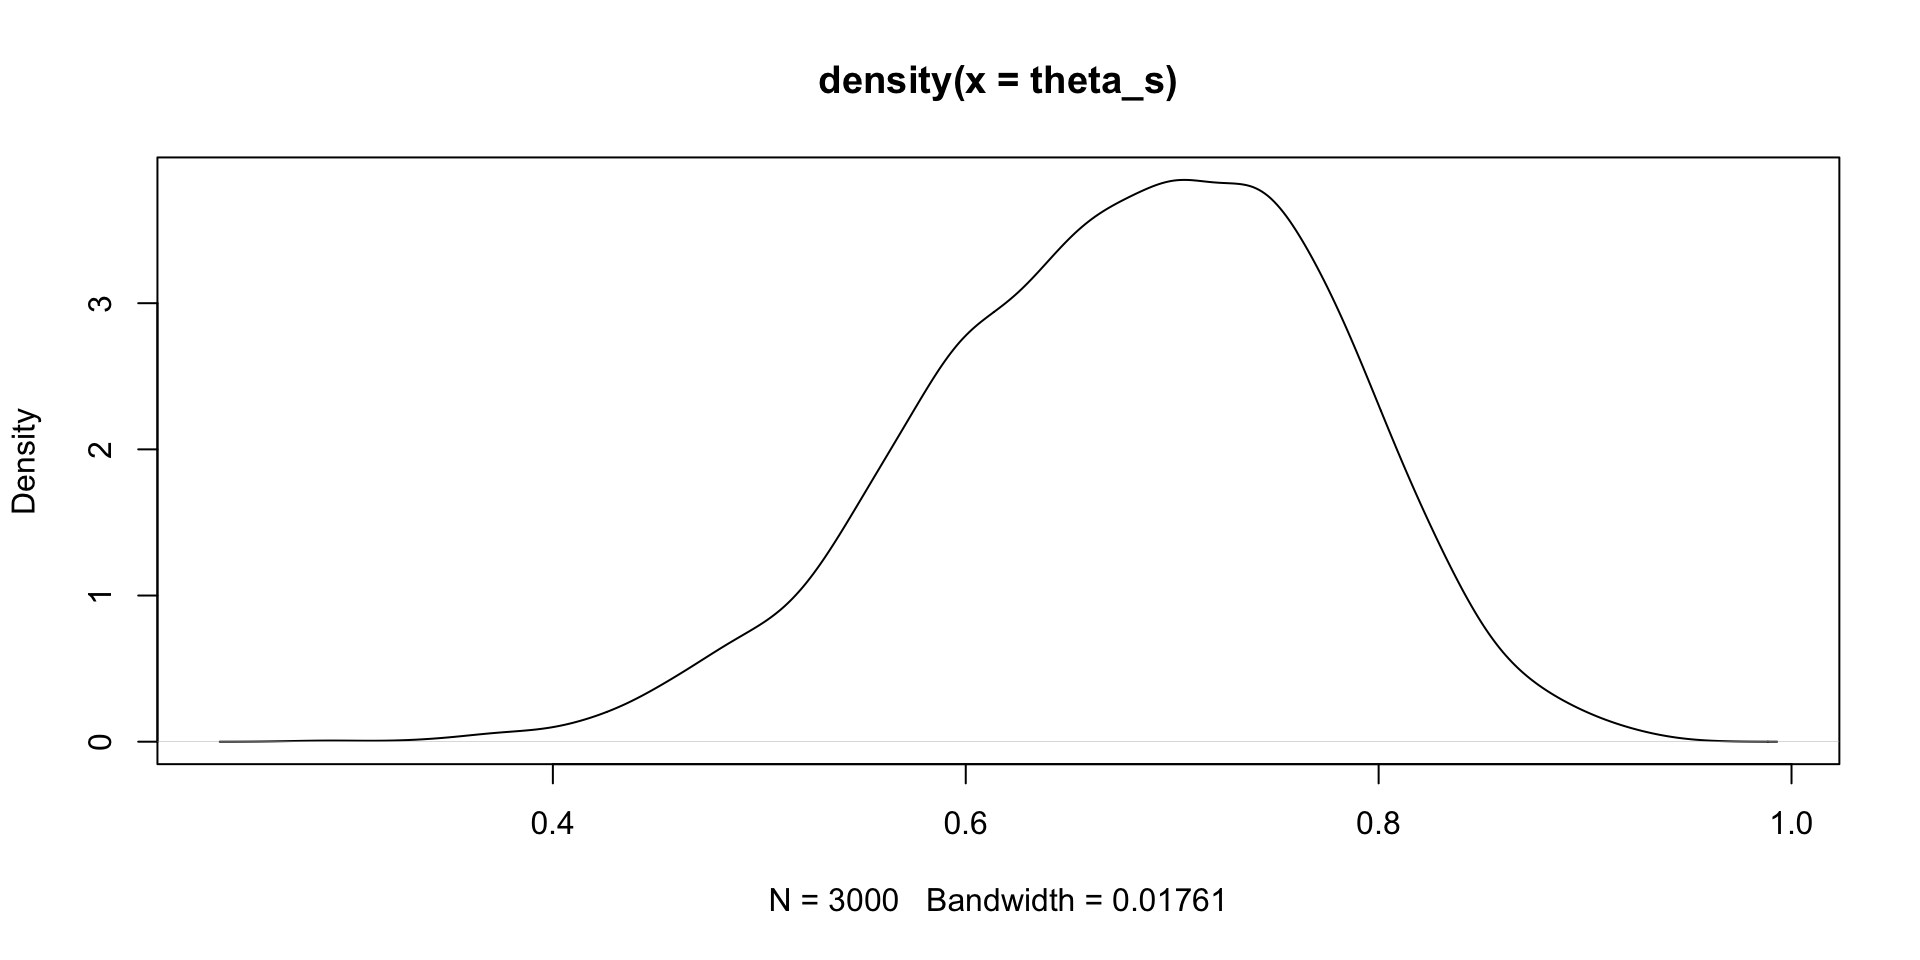 density(x = theta_s)
Density
3
2
1
0
0.4 0.6 0.8 1.0
N = 3000 Bandwidth = 0.01761